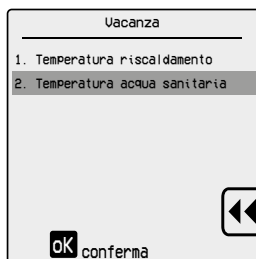 Vacanza
1. Temperatura riscaldamento
2. Temperatura acqua sanitaria
OK conferma